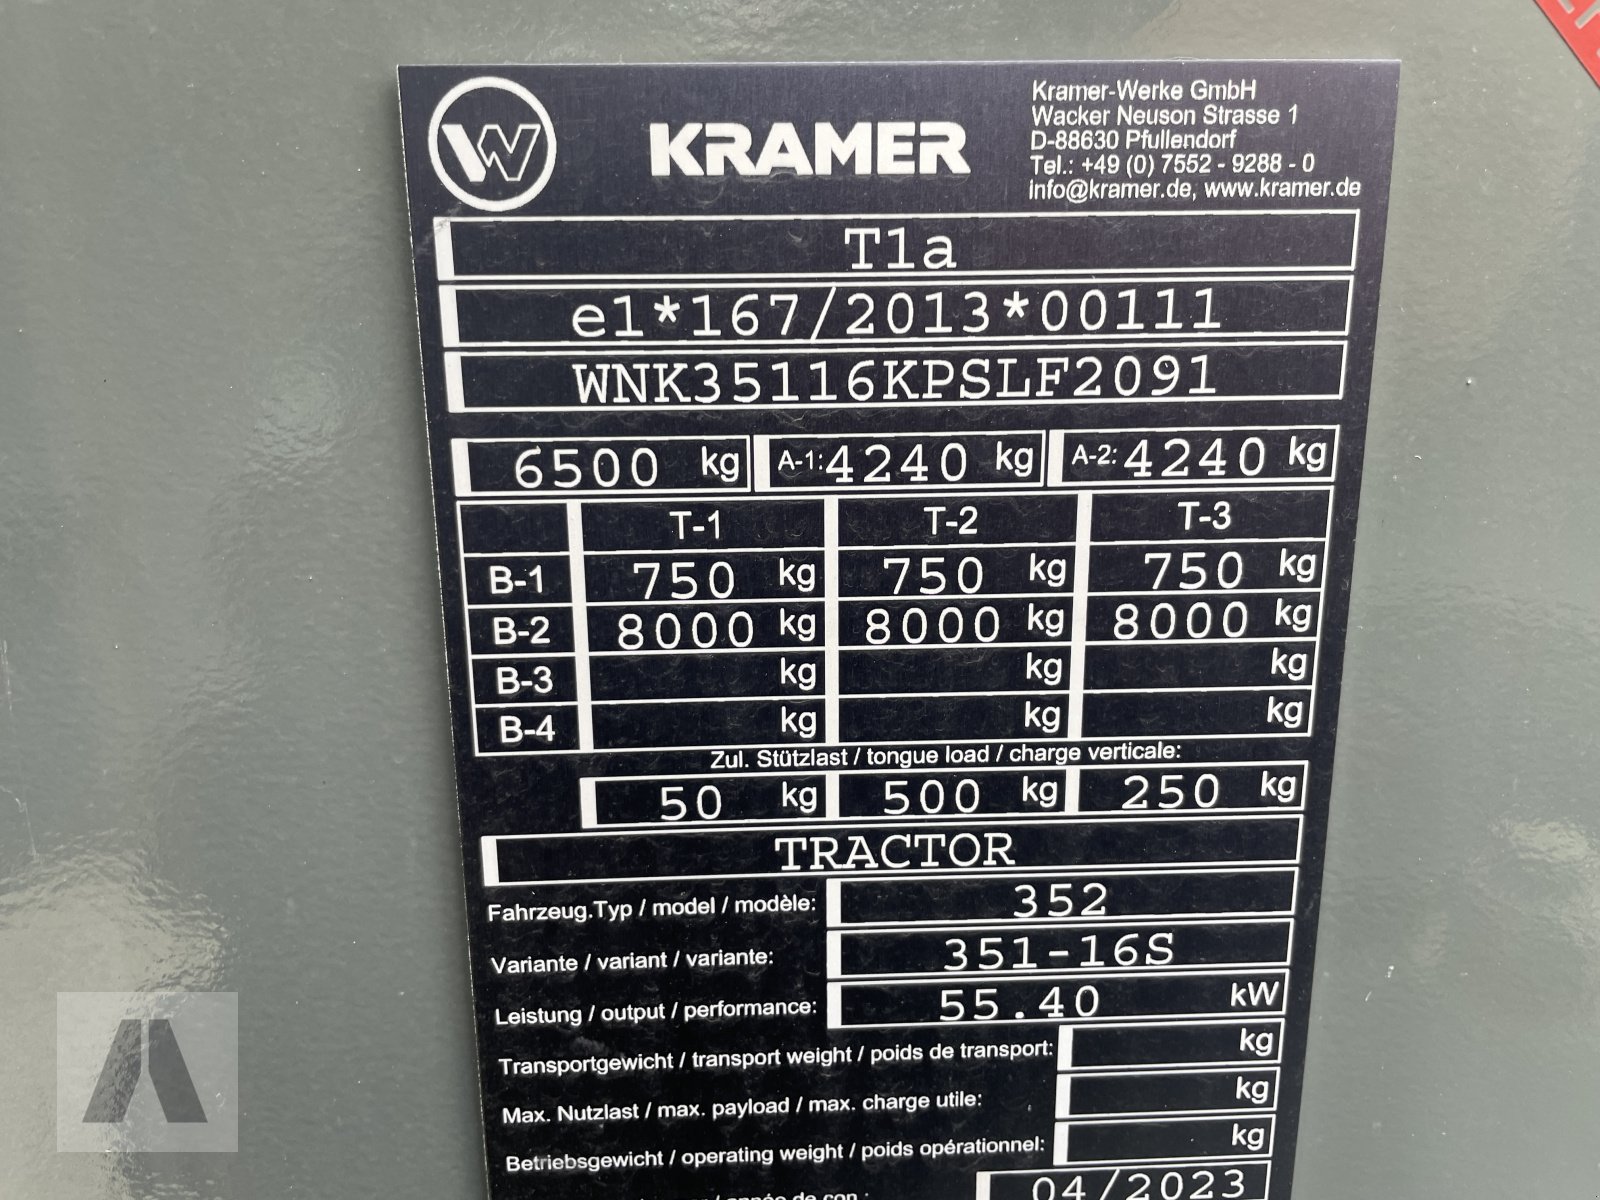 KRAMER
Kramer-Werke GmbH
Wacker Neuson Strasse 1
D-88630 Pfullendorf
Tel.: +49 (0) 7552 - 9288 - 0
info@kramer.de, www.kramer.de
T1a
e1*167/2013*00111
WNK35116KPSLF2091
6500 kg A-1: 4240 kg A-2: 4240 kg
T-1 T-2 T-3
B-1 750 kg 750 kg 750 kg
B-2 8000 kg 8000 kg 8000 kg
B-3 kg kg kg
B-4 kg kg kg
Zul. Stützlast / tongue load / charge verticale:
50 kg 500 kg 250 kg
TRACTOR
Fahrzeug.Typ / model / modèle: 352
Variante / variant / variante: 351-16S
Leistung / output / performance: 55.40 kW
Transportgewicht / transport weight / poids de transport: kg
Max. Nutzlast / max. payload / max. charge utile: kg
Betriebsgewicht / operating weight / poids opérationnel: kg
/ année de con.: 04/2023